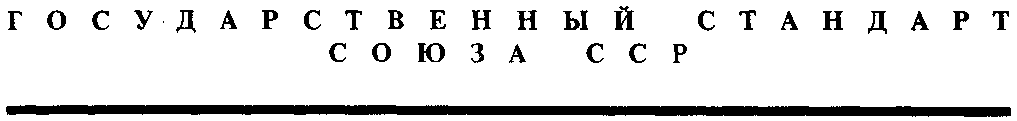 ГОСУДАРСТВЕННЫЙ СТАНДАРТ
СОЮЗА ССР